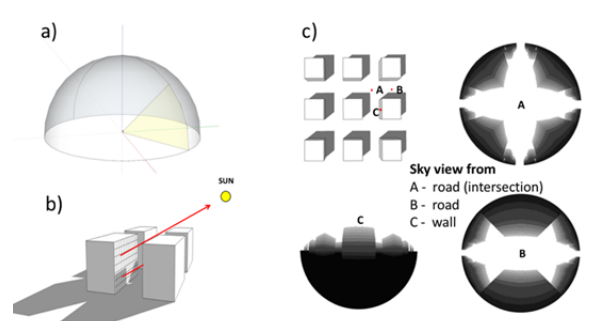 a)
SUN
b)
c)
A
B
C
A
Sky view from
A - road (intersection)
B - road
C - wall
C
B